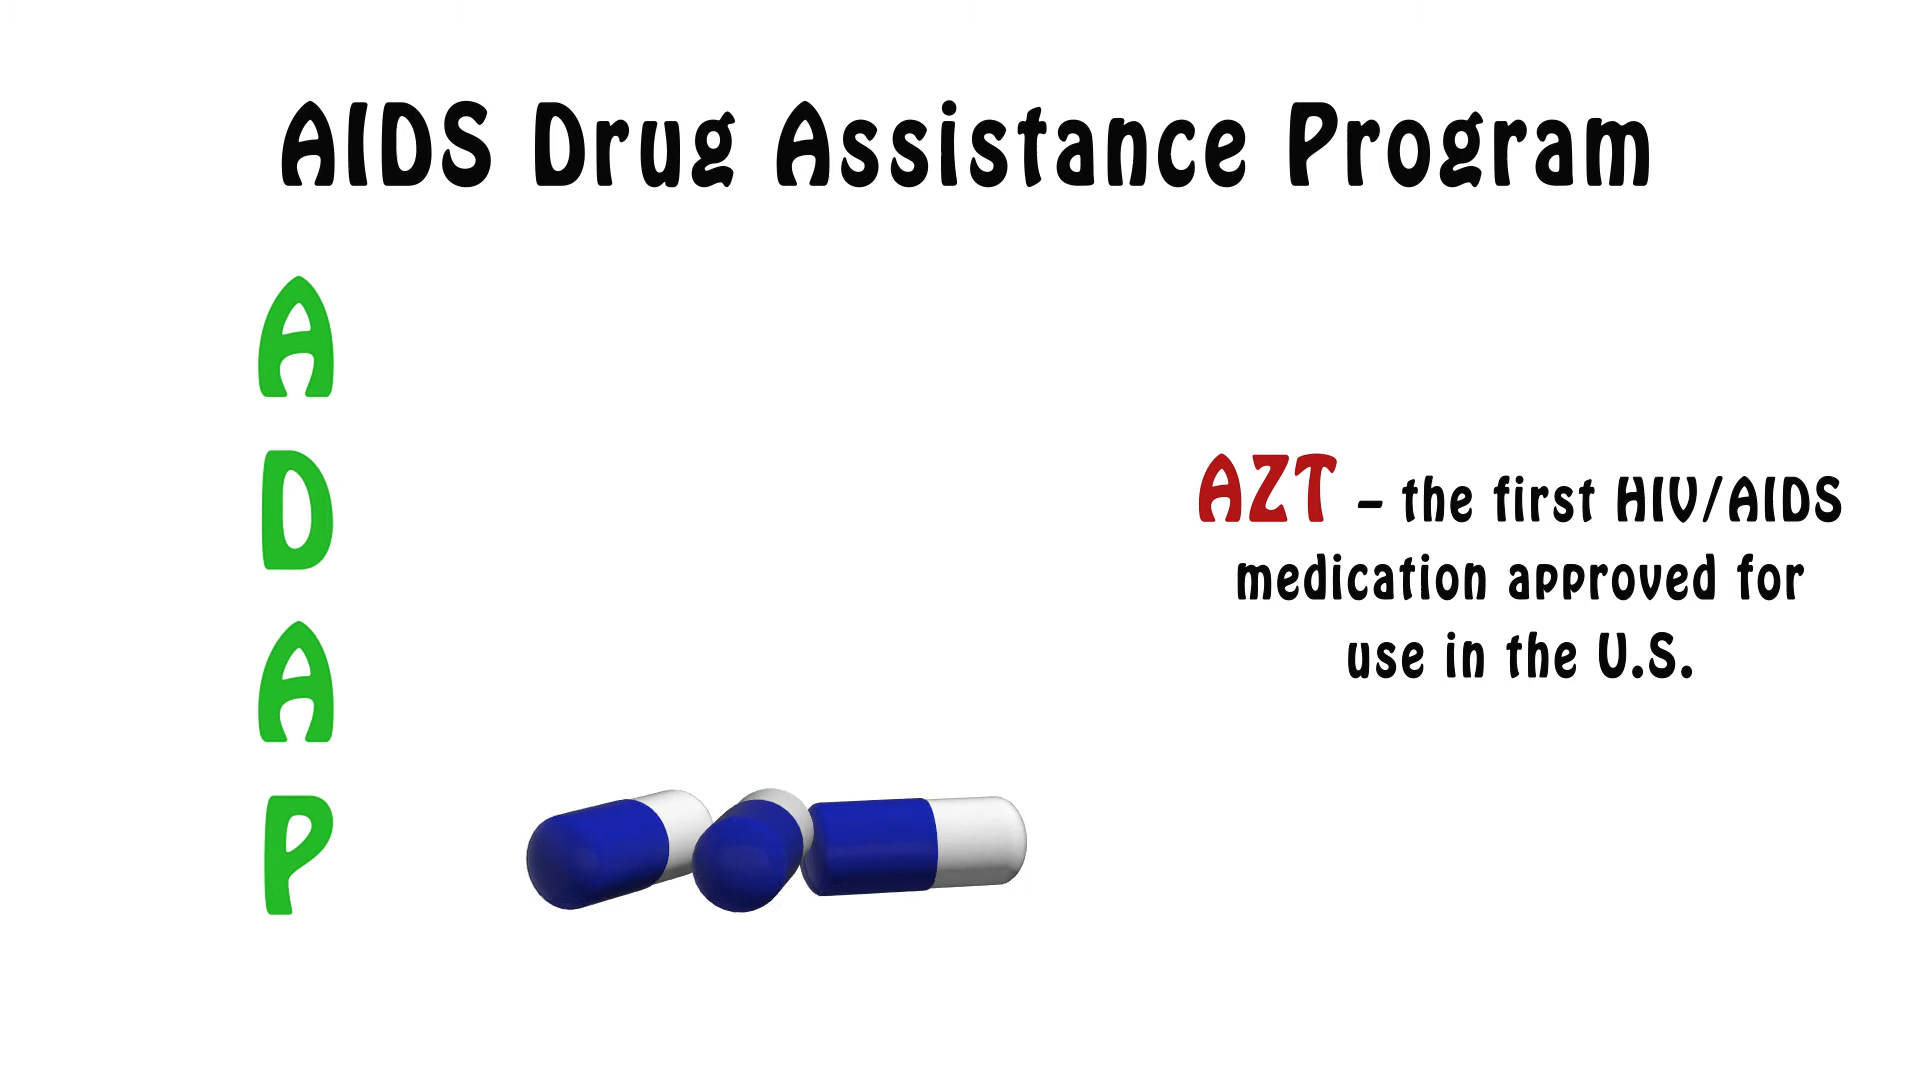 AIDS Drug Assistance Program
A
D
A
P
AZT – the first HIV/AIDS
medication approved for
use in the U.S.